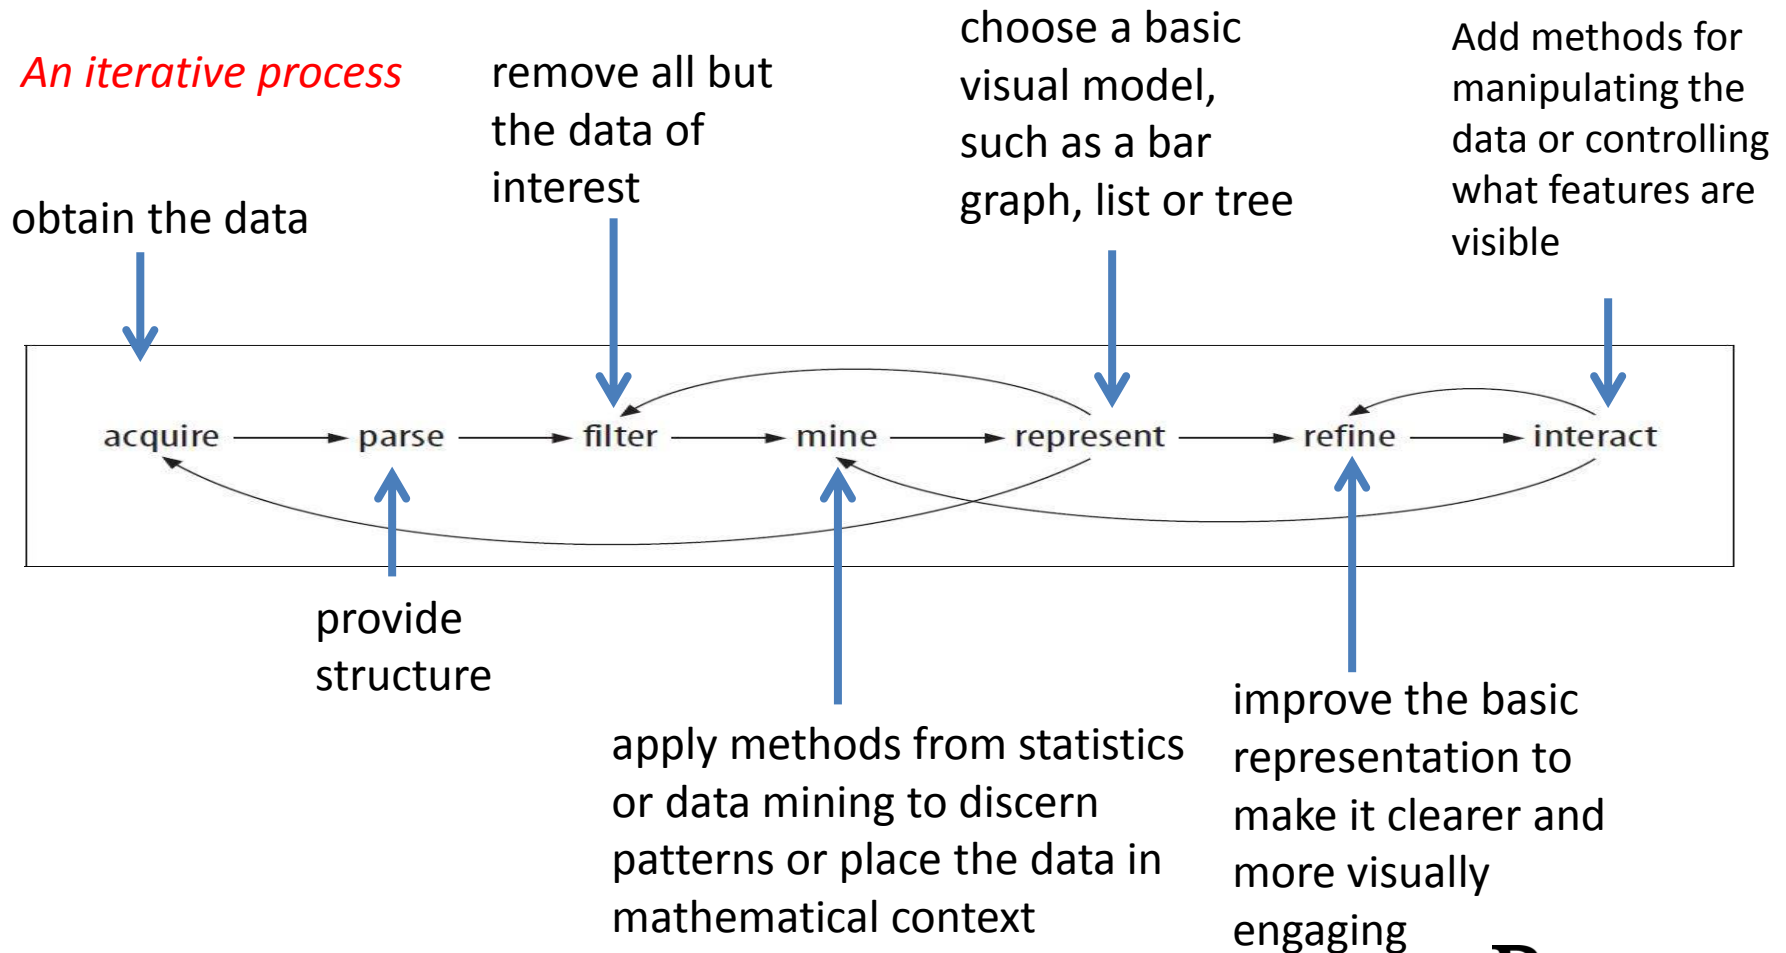 An iterative process
obtain the data
remove all but
the data of
interest
choose a basic
visual model,
such as a bar
graph, list or tree
Add methods for
manipulating the
data or controlling
what features are
visible
acquire parse filter mine represent refine interact
provide
structure
apply methods from statistics
or data mining to discern
patterns or place the data in
mathematical context
improve the basic
representation to
make it clearer and
more visually
engaging